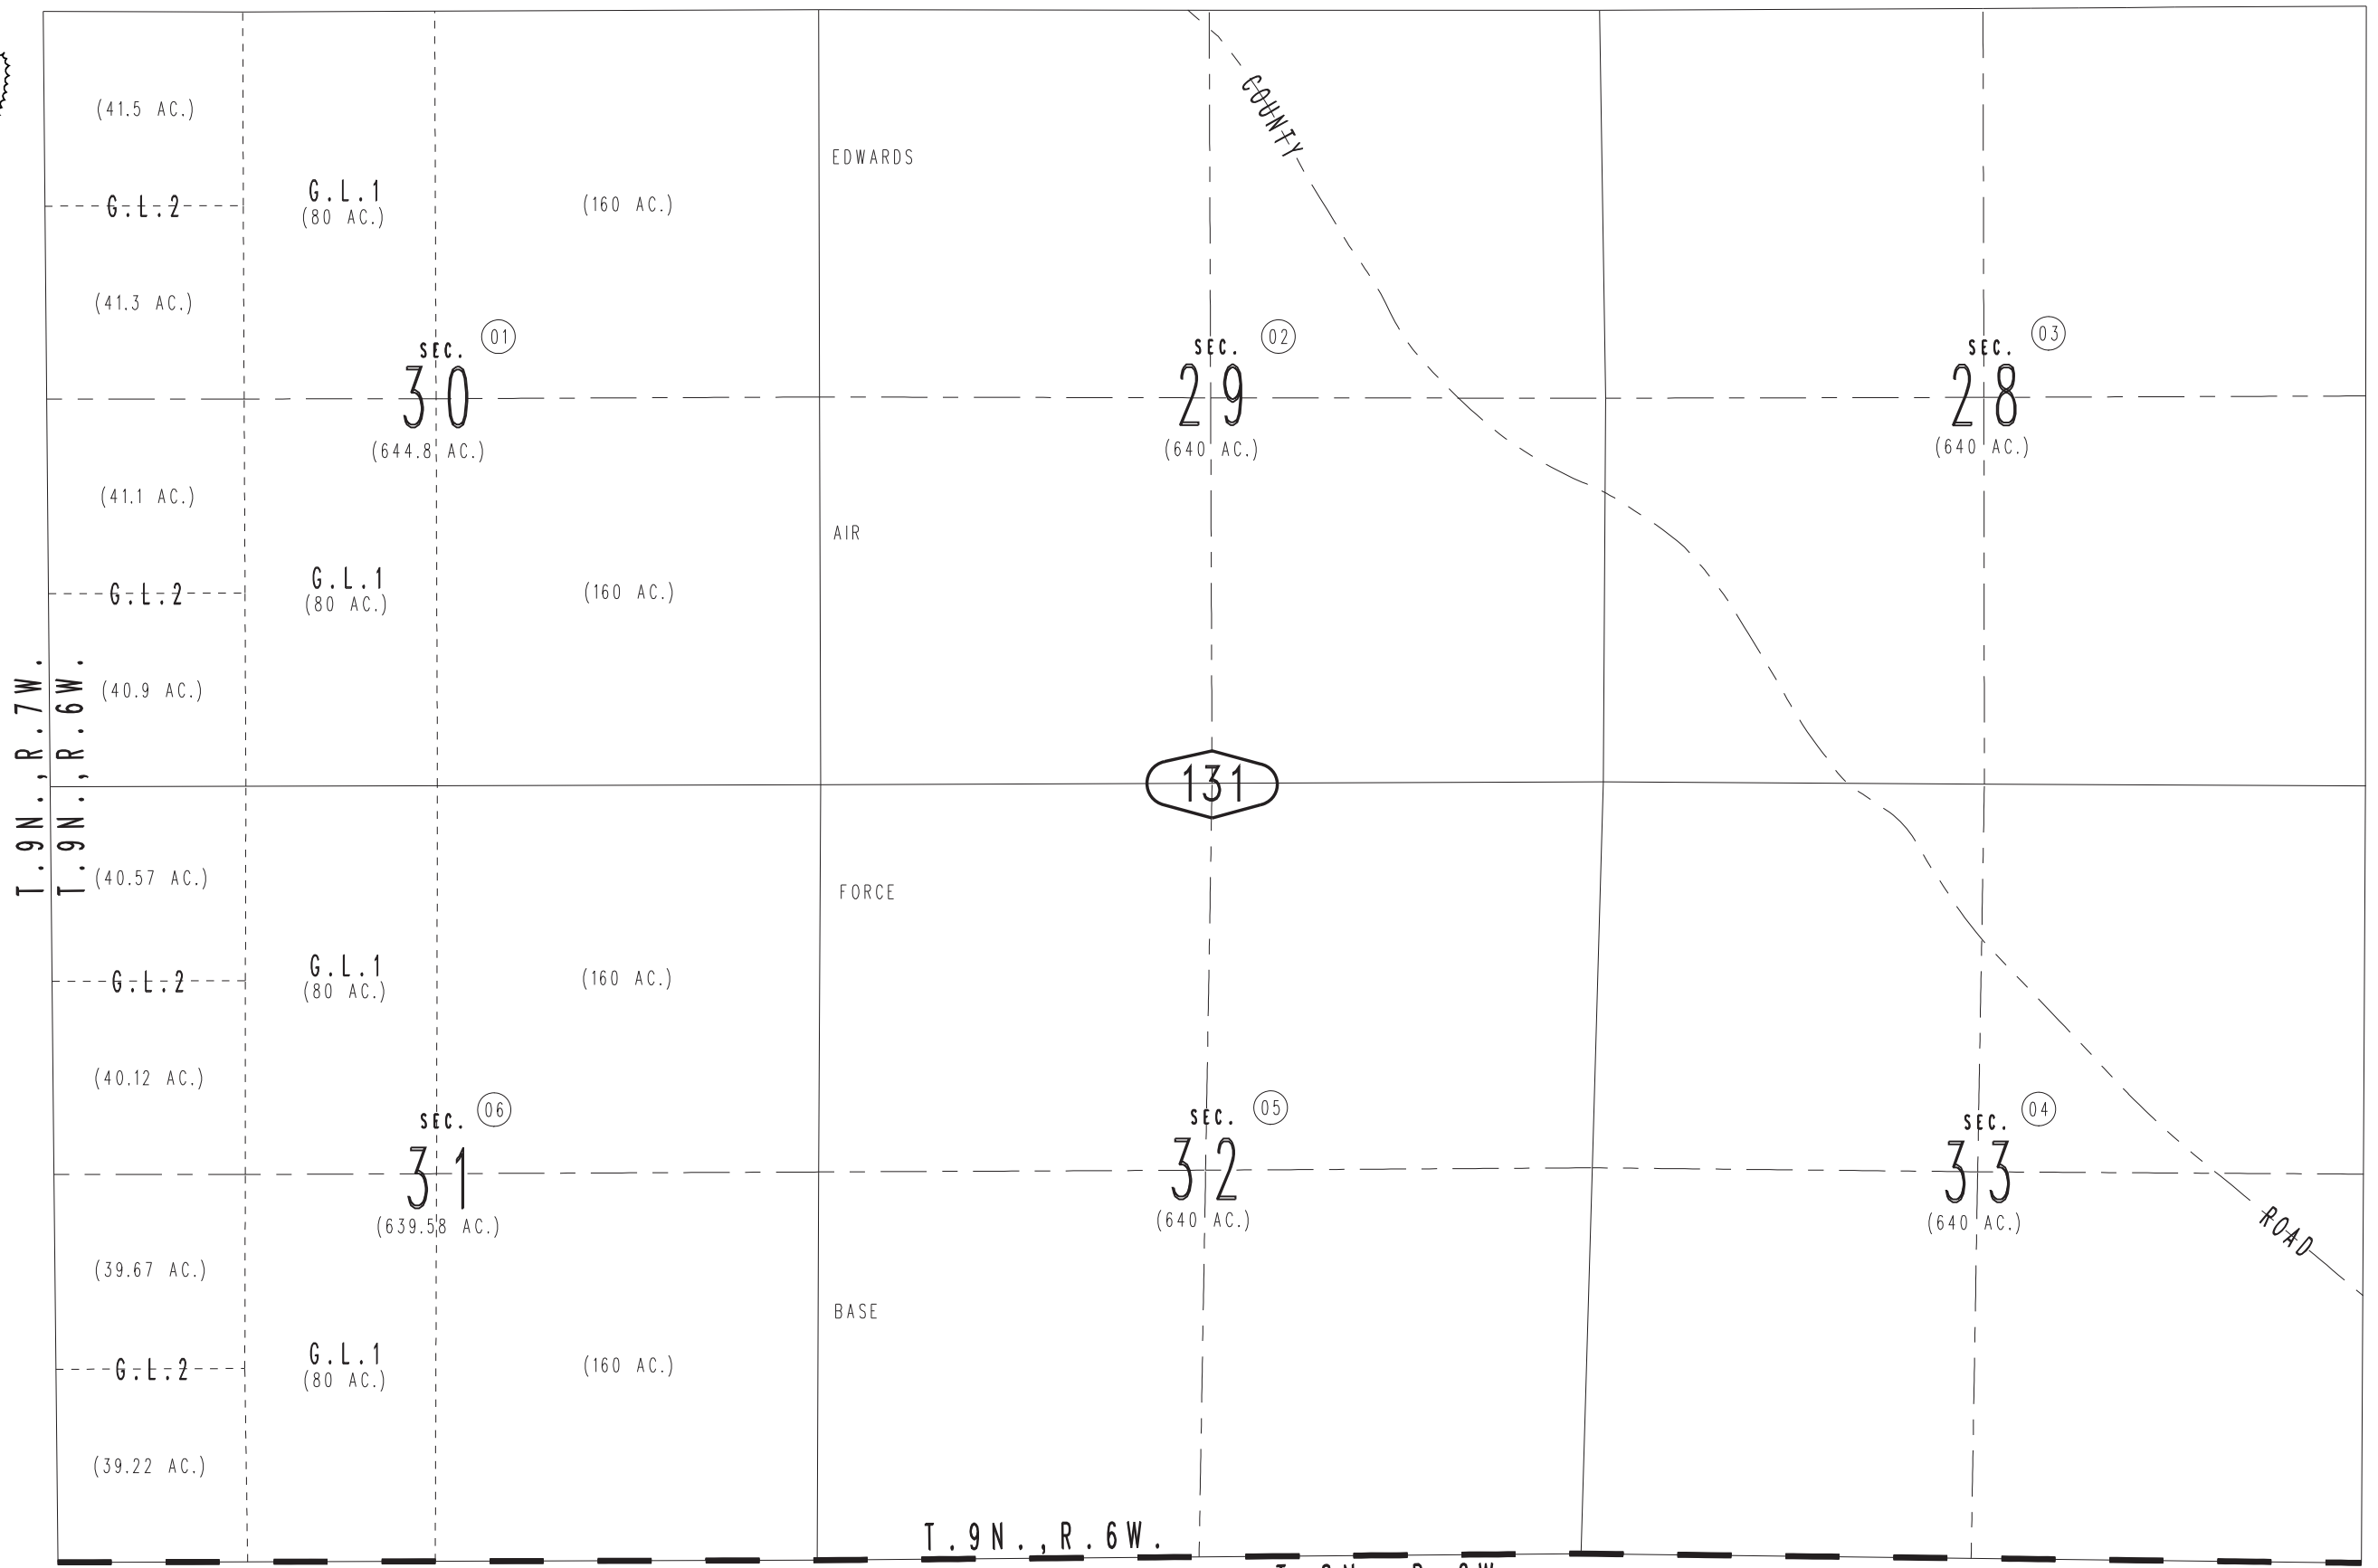 COUNTY
(41.5 AC.)
EDWARDS
G.L.2
G.L.1
(80 AC.)
(160 AC.)
(41.3 AC.)
SEC. 01
30
(644.8 AC.)
SEC. 02
29
(640 AC.)
SEC. 03
28
(640 AC.)
(41.1 AC.)
AIR
G.L.2
G.L.1
(80 AC.)
(160 AC.)
(40.9 AC.)
T.9N.,R.7W.
T.9N.,R.6W.
131
(40.57 AC.)
FORCE
G.L.2
G.L.1
(80 AC.)
(160 AC.)
(40.12 AC.)
SEC. 06
31
(639.58 AC.)
SEC. 05
32
(640 AC.)
SEC. 04
33
(640 AC.)
ROAD
(39.67 AC.)
BASE
G.L.2
G.L.1
(80 AC.)
(160 AC.)
(39.22 AC.)
T.9N.,R.6W.